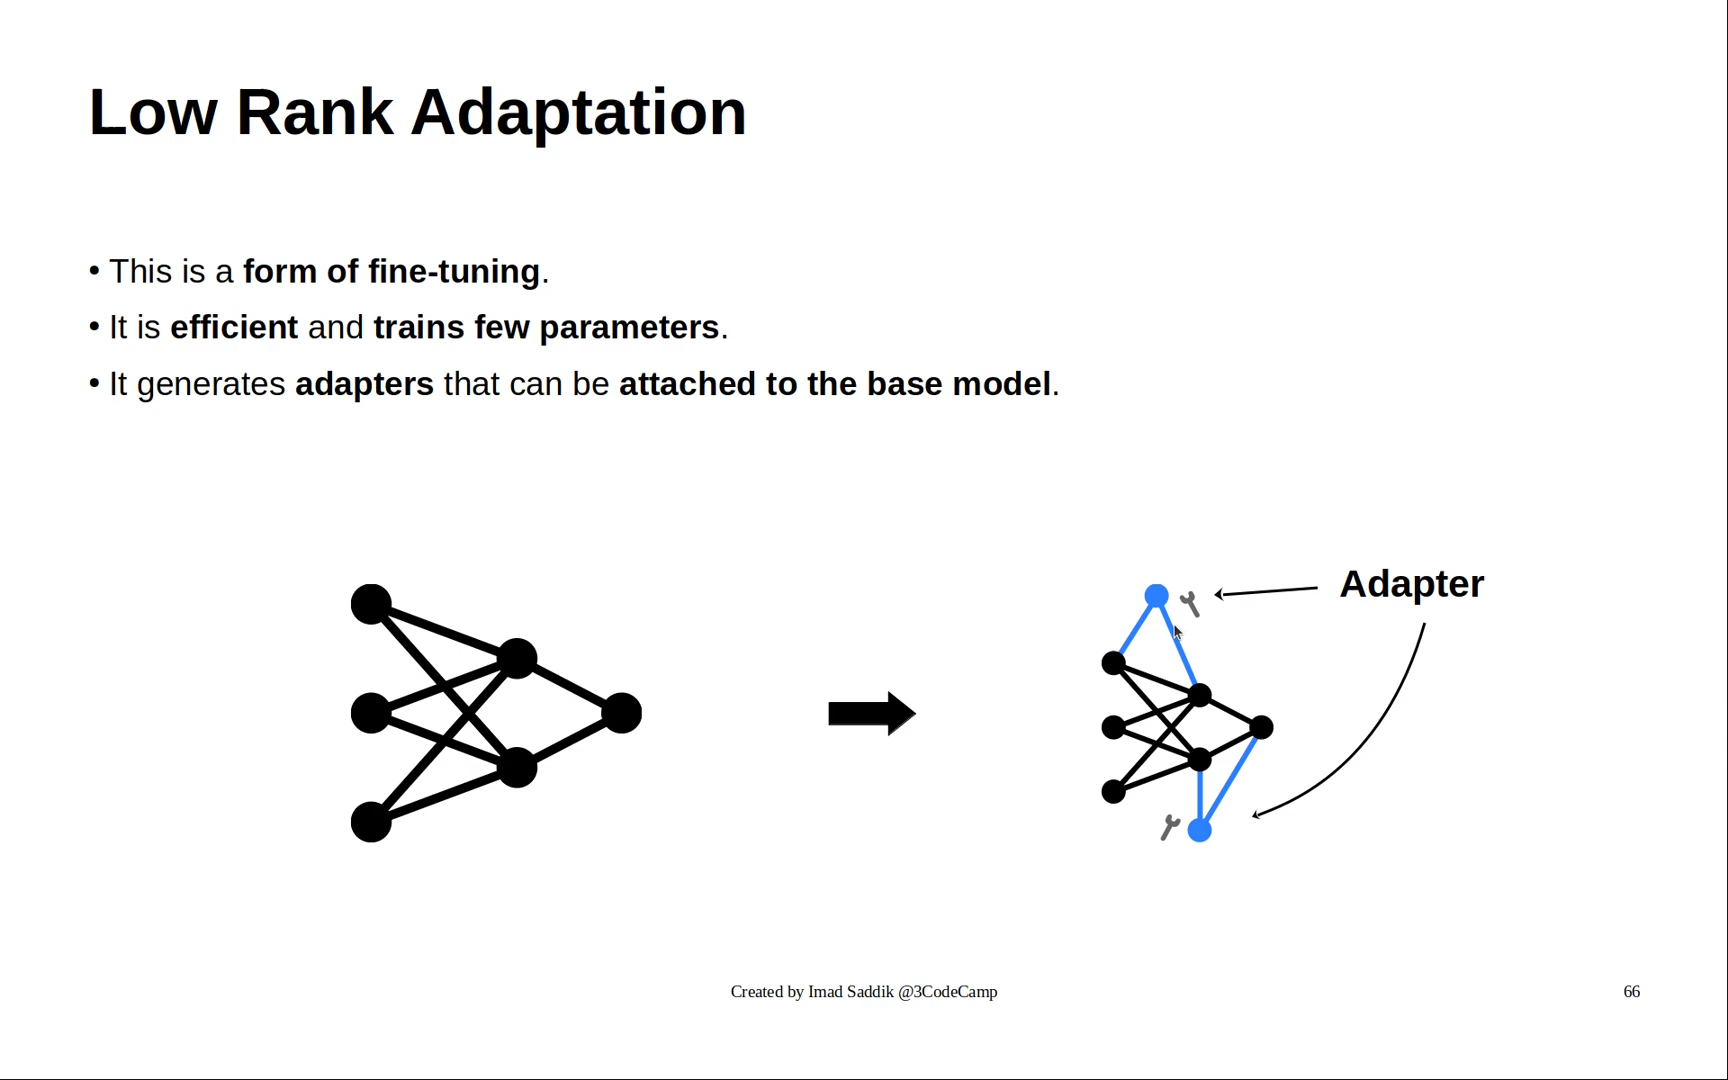 Low Rank Adaptation
• This is a form of fine-tuning.
• It is efficient and trains few parameters.
• It generates adapters that can be attached to the base model.
Adapter
Created by Imad Saddik @3CodeCamp
66